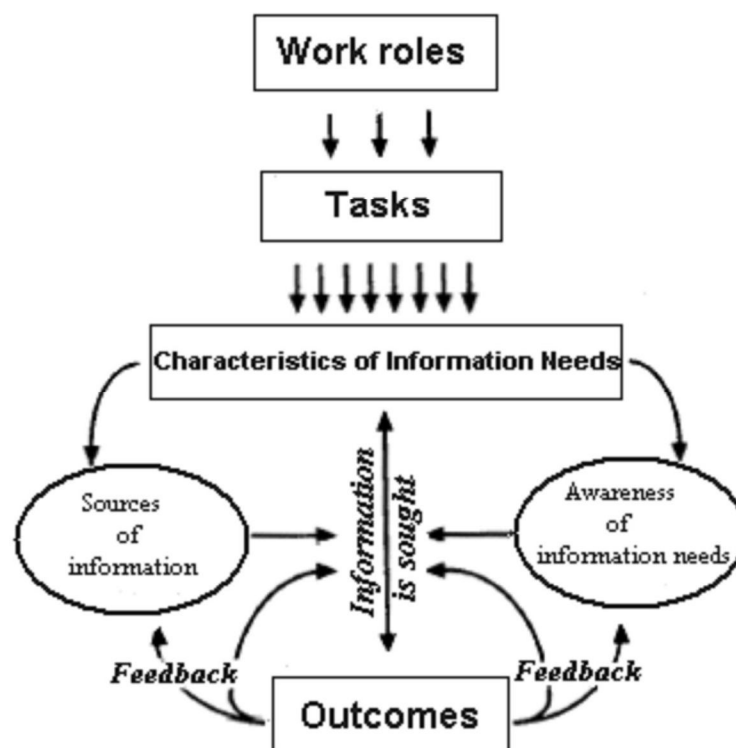 Work roles
Tasks
Characteristics of Information Needs
Sources
of
information
Information
is sought
Awareness
of
information needs
Feedback
Feedback
Outcomes